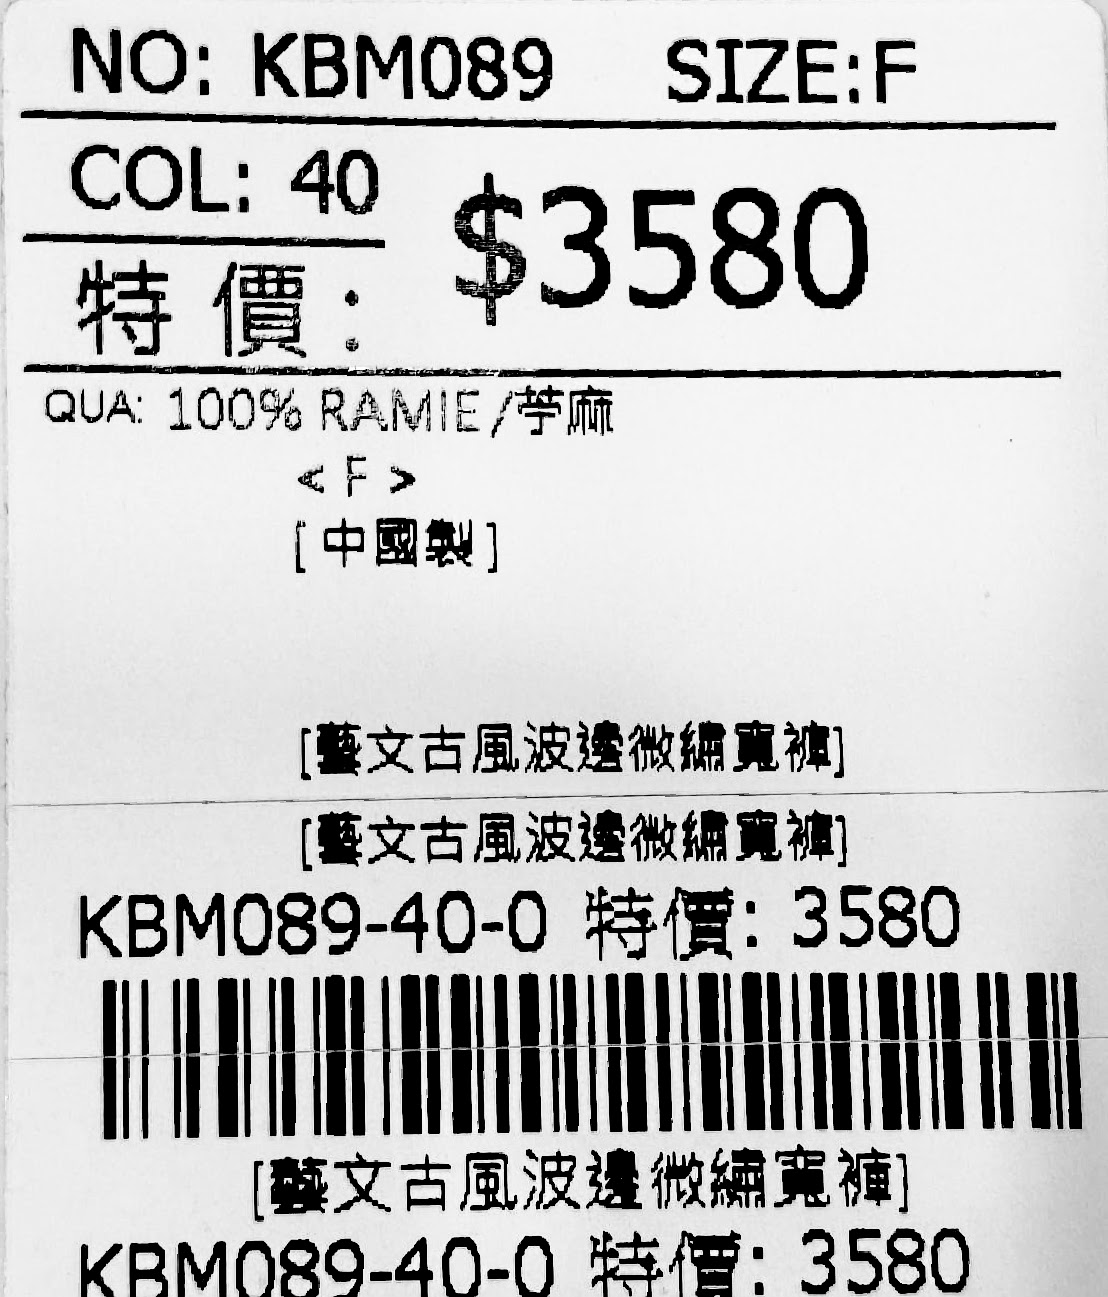 NO: KBM089 SIZE:F
COL: 40
$3580
特價:
QUA: 100% RAMIE/苧麻
< F >
[中國製]
[藝文古風波邊微繡寬褲]
[藝文古風波邊微繡寬褲]
KBM089-40-0 特價: 3580
[藝文古風波邊微繡寬褲]
KBM089-40-0 特價: 3580